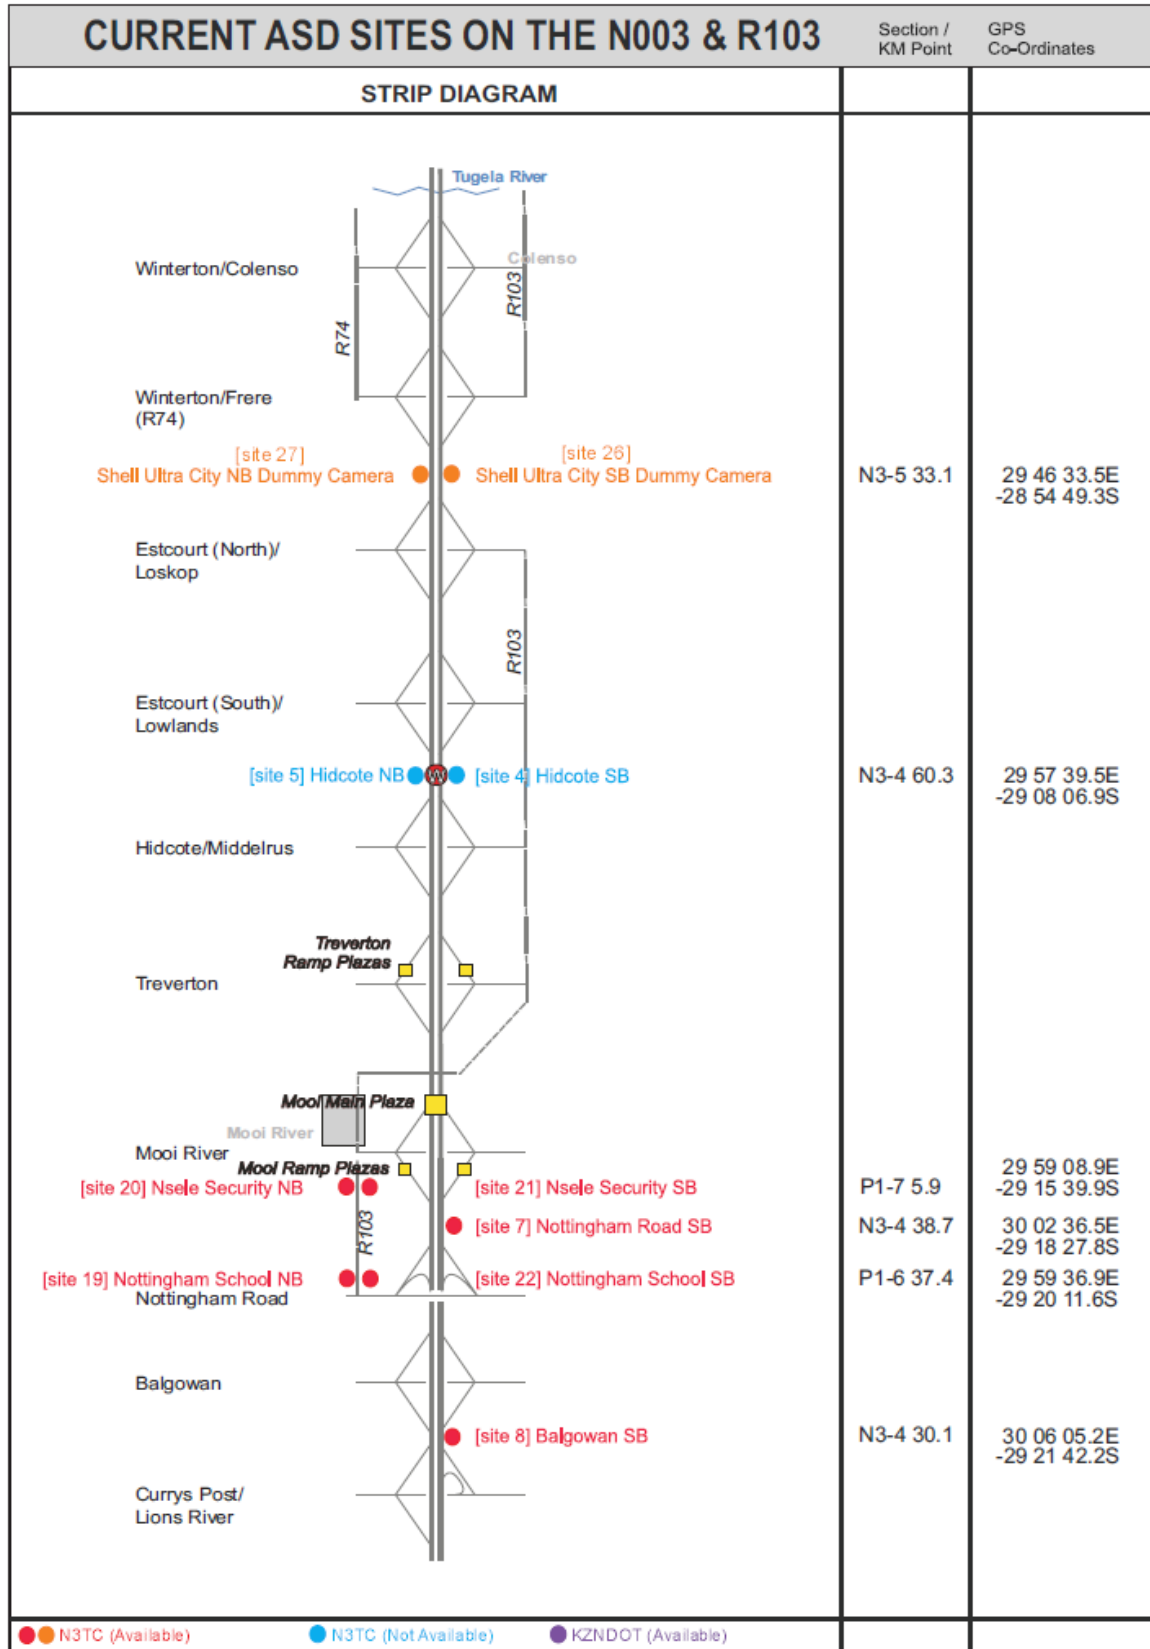 CURRENT ASD SITES ON THE N003 & R103
Section /
KM Point
GPS
Co-Ordinates
STRIP DIAGRAM
Tugela River
Winterton/Colenso
Colenso
R103
R74
Winterton/Frere
(R74)
[site 27]
Shell Ultra City NB Dummy Camera
[site 26]
Shell Ultra City SB Dummy Camera
N3-5 33.1
29 46 33.5E
-28 54 49.3S
Estcourt (North)/
Loskop
R103
Estcourt (South)/
Lowlands
[site 5] Hidcote NB
[site 4] Hidcote SB
N3-4 60.3
29 57 39.5E
-29 08 06.9S
Hidcote/Middelrus
Treverton
Ramp Plazas
Treverton
Mooi Main Plaza
Mooi River
Mooi River
Mooi Ramp Plazas
[site 20] Nsele Security NB
[site 21] Nsele Security SB
P1-7 5.9
29 59 08.9E
-29 15 39.9S
R103
[site 7] Nottingham Road SB
N3-4 38.7
30 02 36.5E
-29 18 27.8S
[site 19] Nottingham School NB
[site 22] Nottingham School SB
P1-6 37.4
29 59 36.9E
-29 20 11.6S
Nottingham Road
Balgowan
[site 8] Balgowan SB
N3-4 30.1
30 06 05.2E
-29 21 42.2S
Currys Post/
Lions River
N3TC (Available)
N3TC (Not Available)
KZNDOT (Available)